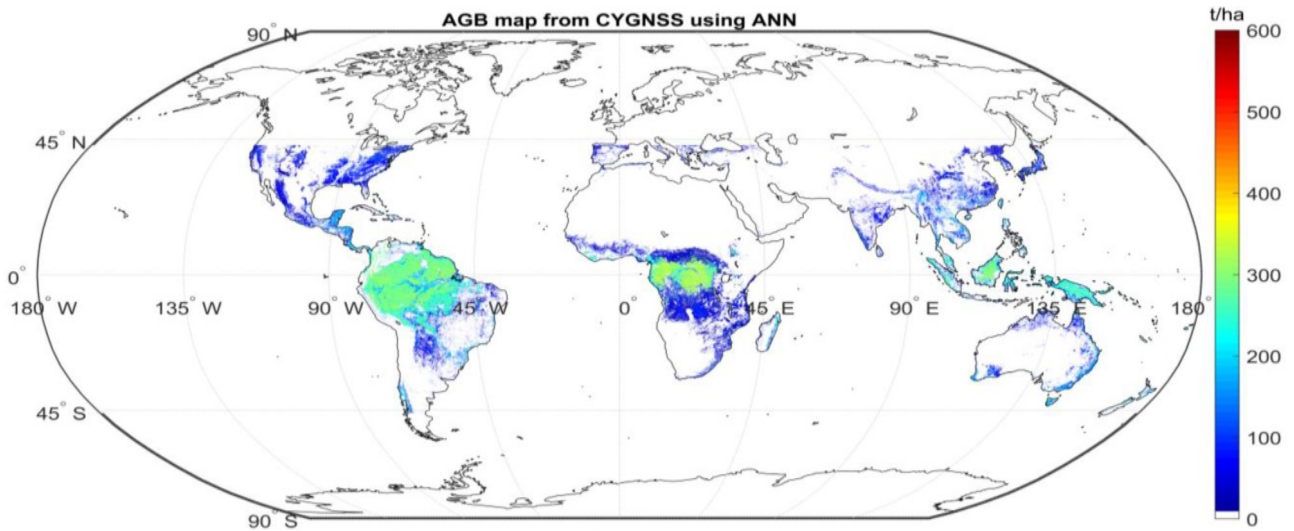 AGB map from CYGNSS using ANN
t/ha
90° N
600
500
45° N
400
300
0°
180° W
135° W
90° W
45° W
0°
45° E
90° E
135° E
180°
200
45° S
100
90° S
0